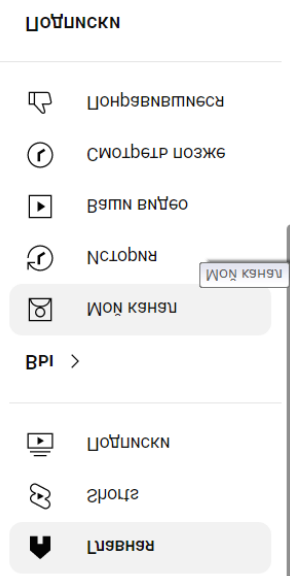 Главная
Shorts
Подписки
Вы
Мой канал
Мой канал
История
Ваши видео
Смотреть позже
Понравившиеся
Подписки